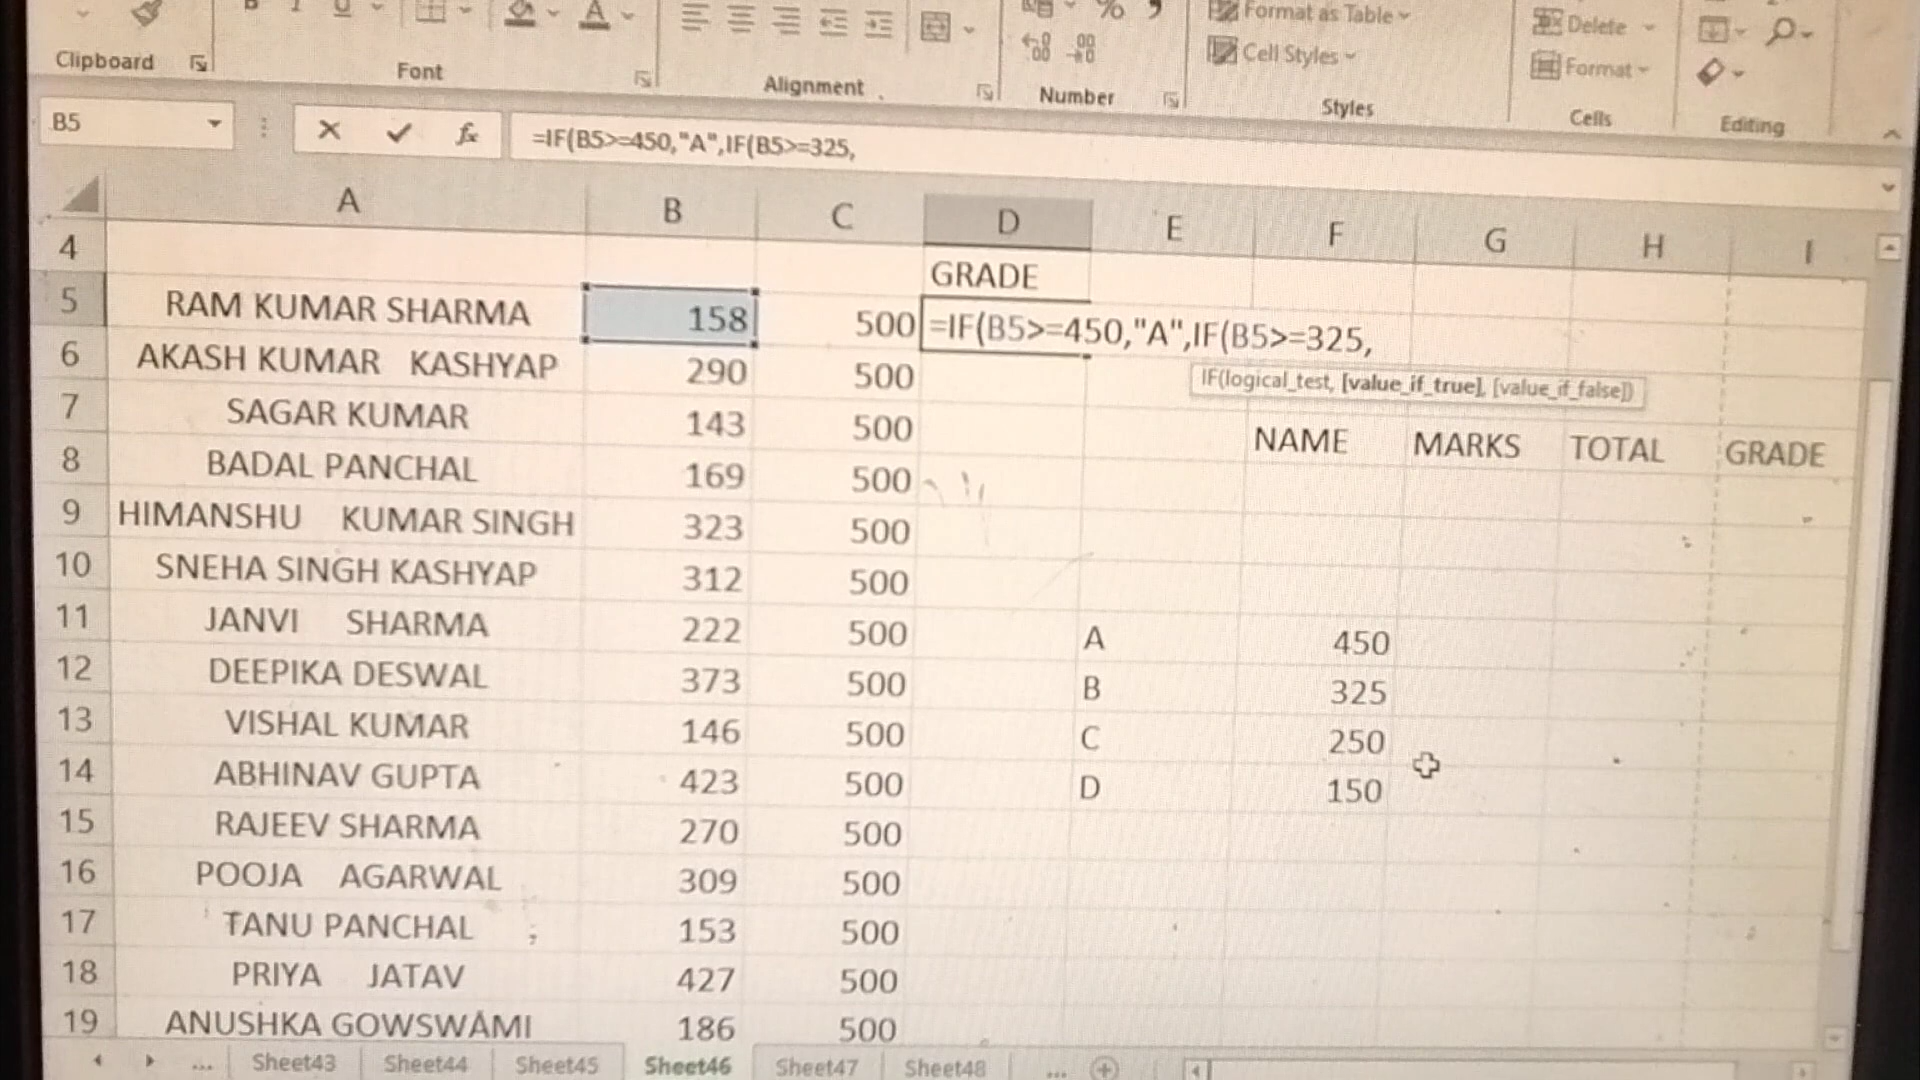 Format as Table
Delete
Cell Styles
Format
Clipboard
Font
Alignment
Number
Styles
Cells
Editing
B5 fx =IF(B5>=450,"A",IF(B5>=325,
A B C D E F G H I
4 GRADE
5 RAM KUMAR SHARMA 158 500 =IF(B5>=450,"A",IF(B5>=325,
6 AKASH KUMAR KASHYAP 290 500
IF(logical_test, [value_if_true], [value_if_false])
7 SAGAR KUMAR 143 500 NAME MARKS TOTAL GRADE
8 BADAL PANCHAL 169 500
9 HIMANSHU KUMAR SINGH 323 500
10 SNEHA SINGH KASHYAP 312 500
11 JANVI SHARMA 222 500 A 450
12 DEEPIKA DESWAL 373 500 B 325
13 VISHAL KUMAR 146 500 C 250
14 ABHINAV GUPTA 423 500 D 150
15 RAJEEV SHARMA 270 500
16 POOJA AGARWAL 309 500
17 TANU PANCHAL 153 500
18 PRIYA JATAV 427 500
19 ANUSHKA GOWSWAMI 186 500
... Sheet43 Sheet44 Sheet45 Sheet46 Sheet47 Sheet48 ...